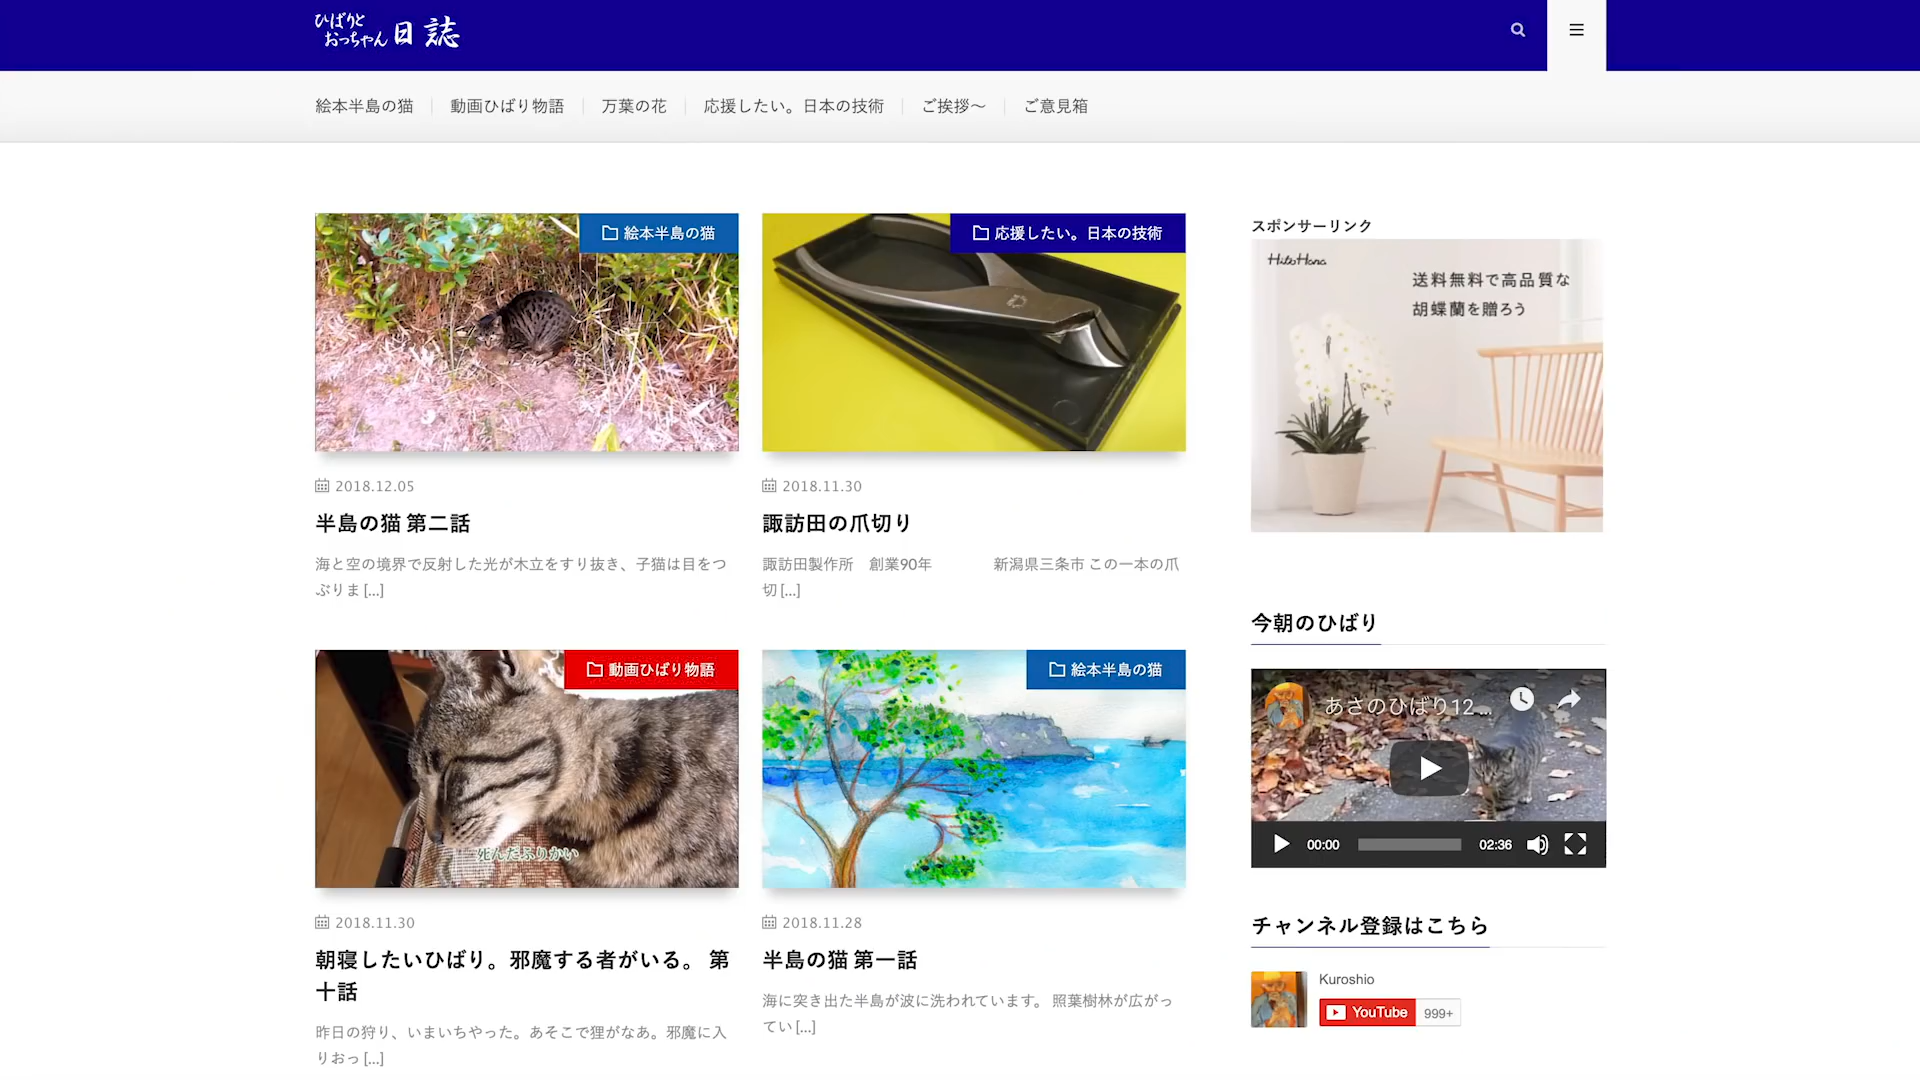 ひばりと
おっちゃん日誌
絵本半島の猫
動画ひばり物語
万葉の花
応援したい。日本の技術
ご挨拶〜
ご意見箱
絵本半島の猫
2018.12.05
半島の猫 第二話
海と空の境界で反射した光が木立をすり抜き、子猫は目をつ
ぶりま [...]
応援したい。日本の技術
2018.11.30
諏訪田の爪切り
諏訪田製作所　創業90年　　　　新潟県三条市 この一本の爪
切 [...]
動画ひばり物語
死んだふりかい
2018.11.30
朝寝したいひばり。邪魔する者がいる。 第
十話
昨日の狩り、いまいちやった。あそこで狸がなあ。邪魔に入
りおっ [...]
絵本半島の猫
2018.11.28
半島の猫 第一話
海に突き出た半島が波に洗われています。 照葉樹林が広がっ
てい [...]
スポンサーリンク
HitoHana
送料無料で高品質な
胡蝶蘭を贈ろう
今朝のひばり
あさのひばり12...
00:00
02:36
チャンネル登録はこちら
Kuroshio
YouTube 999+